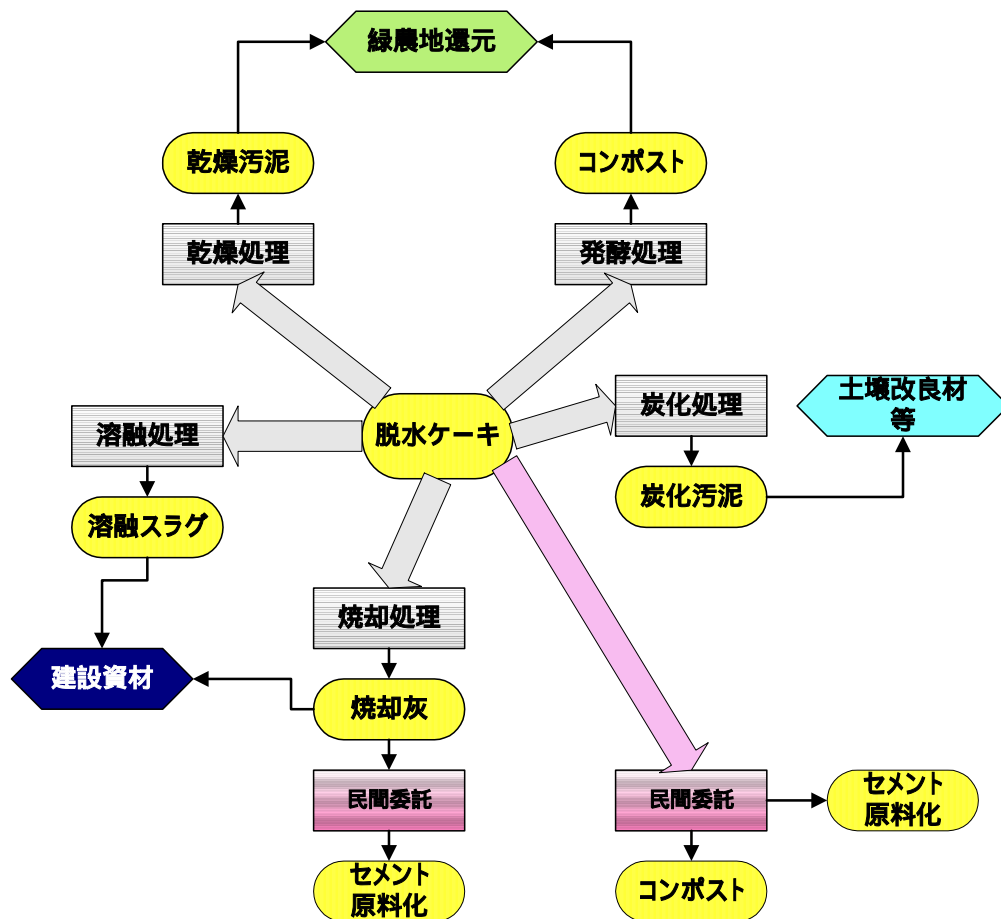 緑農地還元
乾燥汚泥
コンポスト
乾燥処理
発酵処理
炭化処理
土壌改良材
等
溶融処理
脱水ケーキ
炭化汚泥
溶融スラグ
焼却処理
建設資材
焼却灰
民間委託
民間委託
セメント
原料化
セメント
原料化
コンポスト